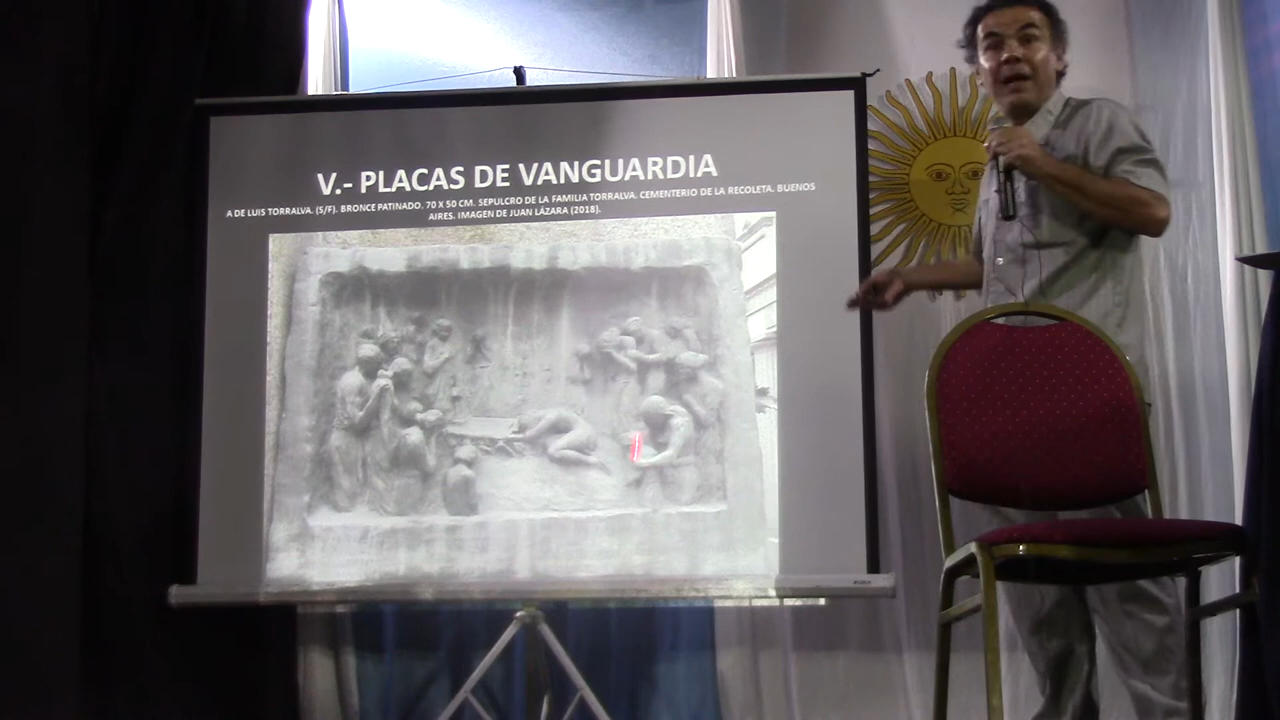 V.- PLACAS DE VANGUARDIA
A DE LUIS TORRALVA. (S/F). BRONCE PATINADO. 70 X 50 CM. SEPULCRO DE LA FAMILIA TORRALVA. CEMENTERIO DE LA RECOLETA. BUENOS
AIRES. IMAGEN DE JUAN LÁZARA (2018).